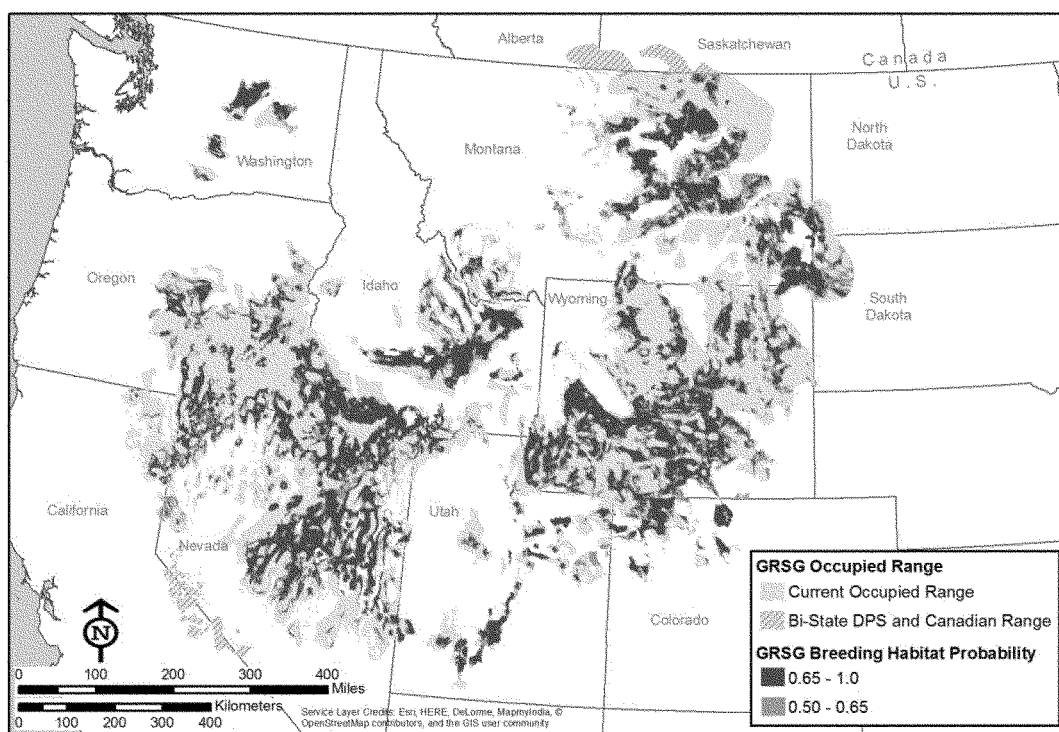 Alberta
Saskatchewan
Canada
U.S.
Washington
Montana
North
Dakota
Oregon
Idaho
Wyoming
South
Dakota
California
Nevada
Utah
Colorado
N
0 100 200 300 400
Miles
Kilometers
0 50 100 200 300 400
Service Layer Credits: Esri, HERE, DeLorme, MapmyIndia, ©
OpenStreetMap contributors, and the GIS user community
GRSG Occupied Range
Current Occupied Range
Bi-State DPS and Canadian Range
GRSG Breeding Habitat Probability
0.65 - 1.0
0.50 - 0.65